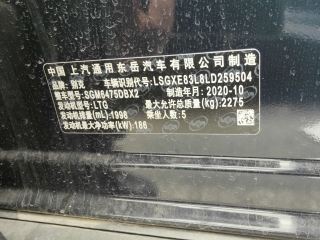 中国 上汽通用东岳汽车有限公司制造
品牌：别克 车辆识别代号：LSGXE83L8LD259504
整车型号：SGM6475DBX2 制造年月：2020-10
发动机型号：LTG 最大允许总质量(kg)：2275
发动机排量(mL)：1998 乘坐人数：5
发动机最大净功率(kW)：186